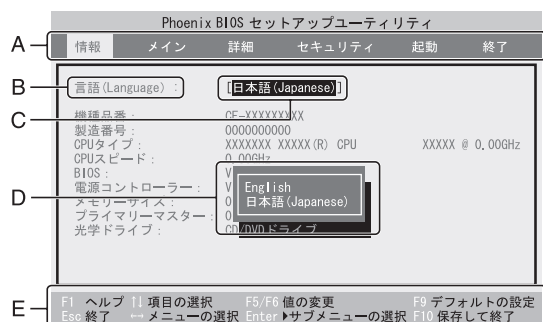 Phoenix BIOS セットアップユーティリティ
A 情報 メイン 詳細 セキュリティ 起動 終了
B 言語(Language) : [日本語(Japanese)]
C
機種品番 : CF-XXXXXXXX
製造番号 : 0000000000
CPUタイプ : XXXXXXX XXXXX(R) CPU XXXXX @ 0.00GHz
CPUスピード : 0.00GHz
BIOS : V
電源コントローラー : V
D English
日本語(Japanese)
メモリーサイズ : 0
プライマリーマスター : 0
光学ドライブ : CD/DVDドライブ
E F1 ヘルプ ↑↓ 項目の選択 F5/F6 値の変更 F9 デフォルトの設定
Esc 終了 ←→ メニューの選択 Enter ▶サブメニューの選択 F10 保存して終了